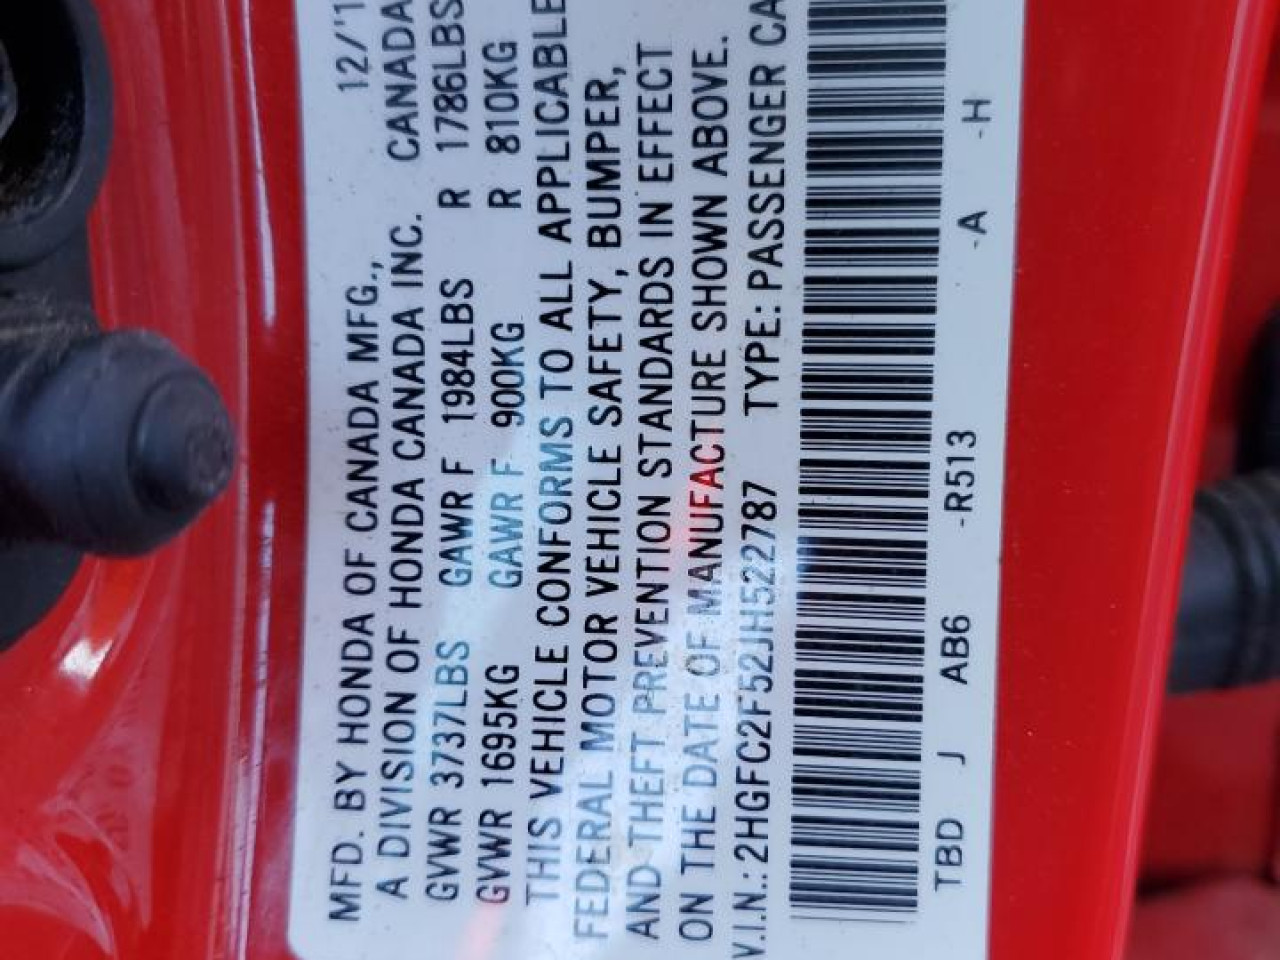 MFD. BY HONDA OF CANADA MFG., 12/'1
A DIVISION OF HONDA CANADA INC. CANADA
GVWR 3737LBS GAWR F 1984LBS R 1786LBS
GVWR 1695KG GAWR F 900KG R 810KG
THIS VEHICLE CONFORMS TO ALL APPLICABLE
FEDERAL MOTOR VEHICLE SAFETY, BUMPER,
AND THEFT PREVENTION STANDARDS IN EFFECT
ON THE DATE OF MANUFACTURE SHOWN ABOVE.
V.I.N.: 2HGFC2F52JH522787 TYPE: PASSENGER CA
TBD J AB6 -R513 -A -H